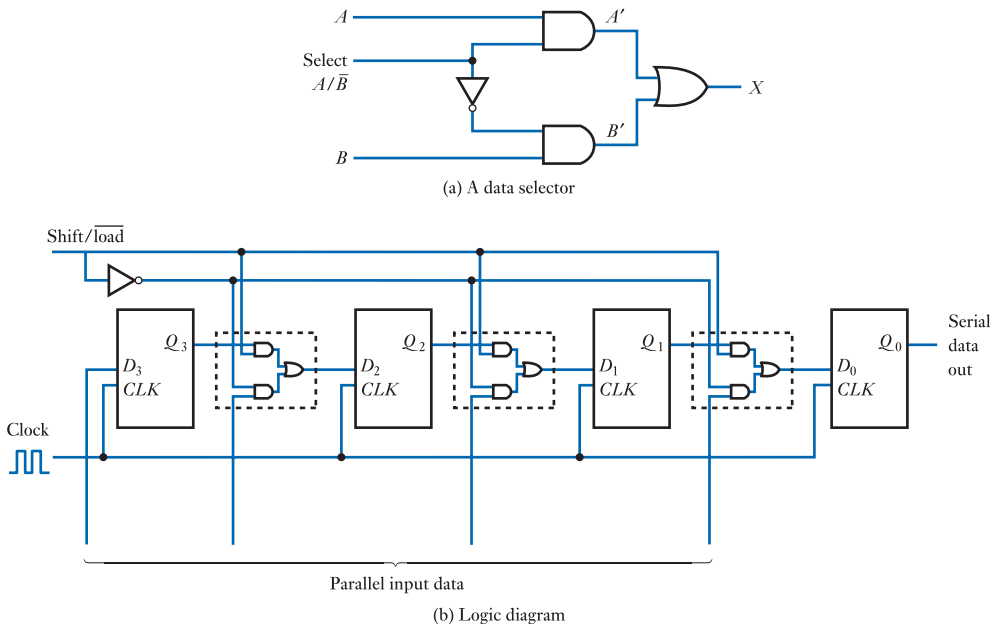 A
A′
Select
A/B̅
X
B′
B
(a) A data selector
Shift/l̅o̅a̅d̅
Q3
Q2
Q1
Q0
Serial
data
out
D3
D2
D1
D0
CLK
CLK
CLK
CLK
Clock
Parallel input data
(b) Logic diagram